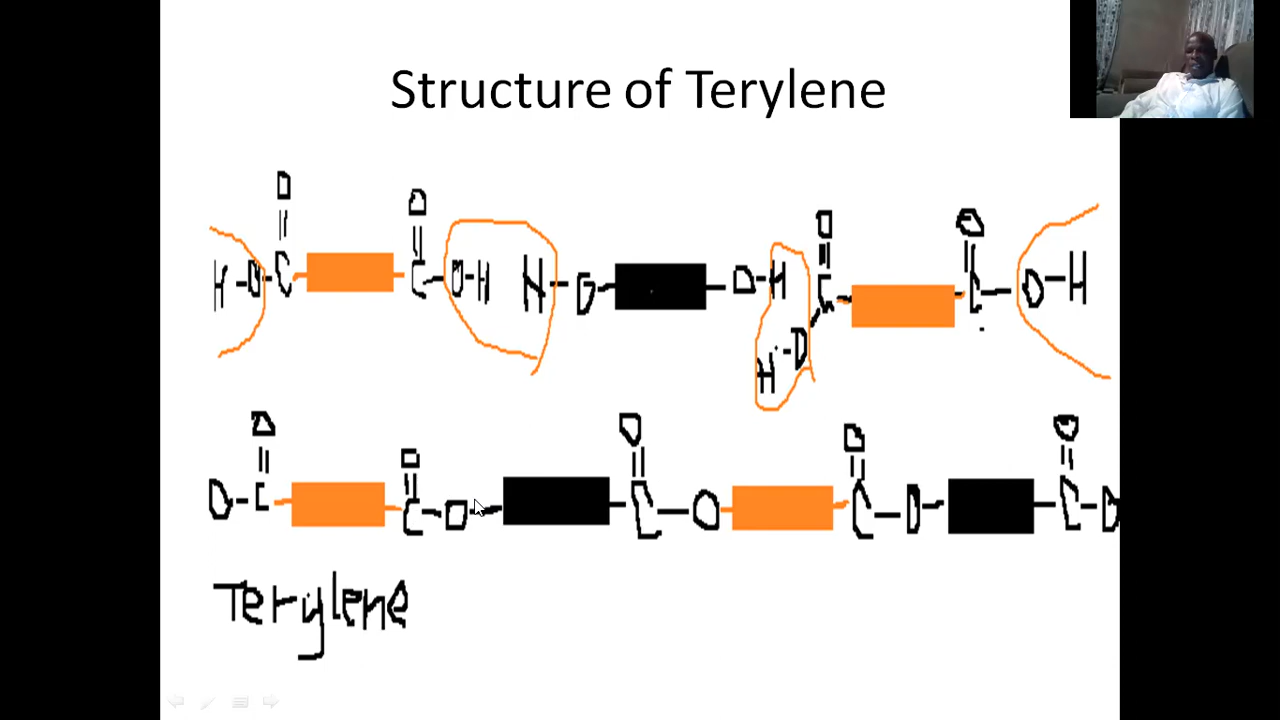 Structure of Terylene
O O O O
H-O-C C-O-H H-O O-H C C-O-H
H-O
O O O O O
O-C C-O C-O C-O C-O
Terylene